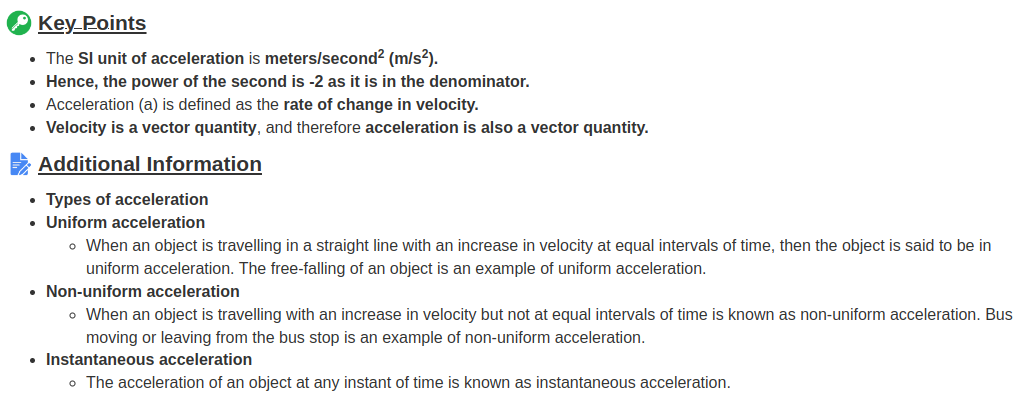 Key Points
• The SI unit of acceleration is meters/second² (m/s²).
• Hence, the power of the second is -2 as it is in the denominator.
• Acceleration (a) is defined as the rate of change in velocity.
• Velocity is a vector quantity, and therefore acceleration is also a vector quantity.
Additional Information
• Types of acceleration
• Uniform acceleration
◦ When an object is travelling in a straight line with an increase in velocity at equal intervals of time, then the object is said to be in
uniform acceleration. The free-falling of an object is an example of uniform acceleration.
• Non-uniform acceleration
◦ When an object is travelling with an increase in velocity but not at equal intervals of time is known as non-uniform acceleration. Bus
moving or leaving from the bus stop is an example of non-uniform acceleration.
• Instantaneous acceleration
◦ The acceleration of an object at any instant of time is known as instantaneous acceleration.